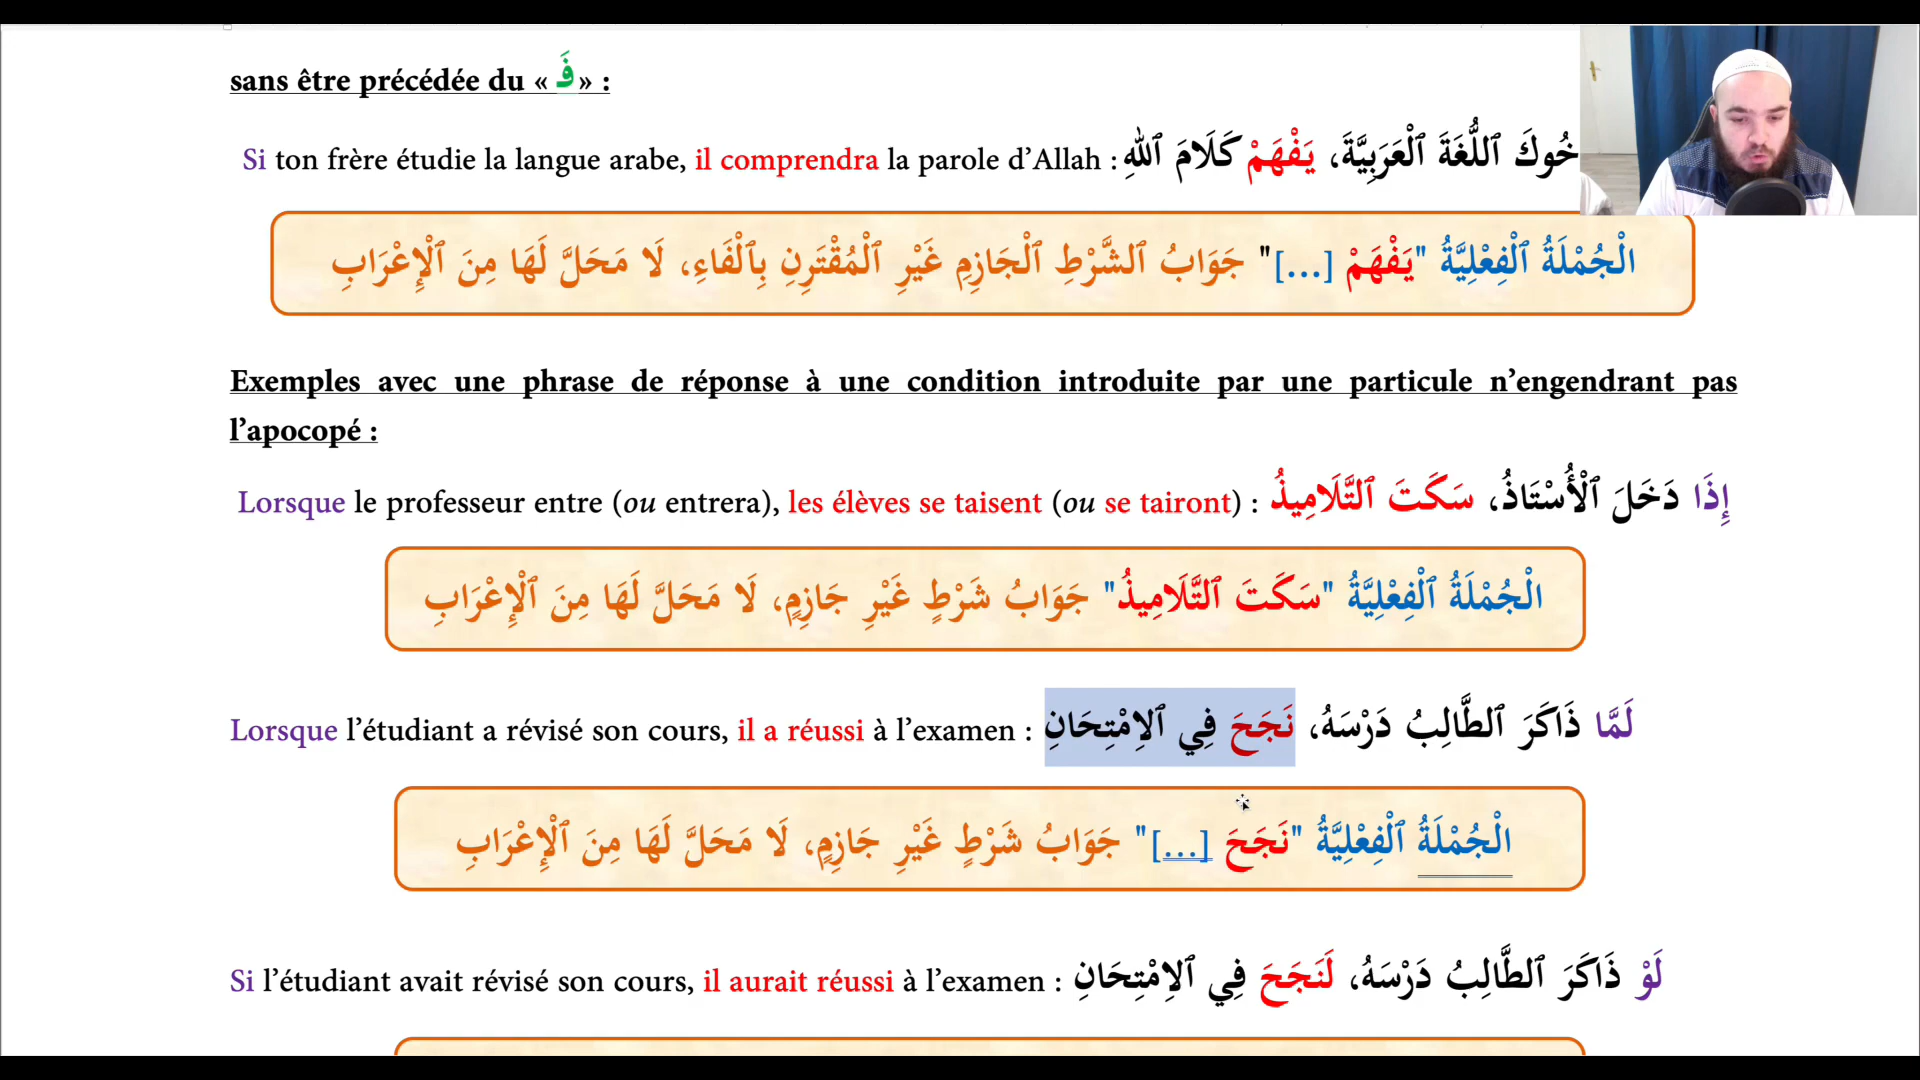 sans être précédée du « فَ » :
Si ton frère étudie la langue arabe, il comprendra la parole d’Allah : خُوكَ ٱللُّغَةَ ٱلْعَرَبِيَّةَ، يَفْهَمْ كَلَامَ ٱللهِ
الْجُمْلَةُ ٱلْفِعْلِيَّةُ "يَفْهَمْ [...]" جَوَابُ ٱلشَّرْطِ ٱلْجَازِمِ غَيْرِ ٱلْمُقْتَرِنِ بِٱلْفَاءِ، لَا مَحَلَّ لَهَا مِنَ ٱلْإِعْرَابِ
Exemples avec une phrase de réponse à une condition introduite par une particule n’engendrant pas
l’apocopé :
Lorsque le professeur entre (ou entrera), les élèves se taisent (ou se tairont) : إِذَا دَخَلَ ٱلْأُسْتَاذُ، سَكَتَ ٱلتَّلَامِيذُ
الْجُمْلَةُ ٱلْفِعْلِيَّةُ "سَكَتَ ٱلتَّلَامِيذُ" جَوَابُ شَرْطٍ غَيْرِ جَازِمٍ، لَا مَحَلَّ لَهَا مِنَ ٱلْإِعْرَابِ
Lorsque l’étudiant a révisé son cours, il a réussi à l’examen : لَمَّا ذَاكَرَ ٱلطَّالِبُ دَرْسَهُ، نَجَحَ فِي ٱلِامْتِحَانِ
الْجُمْلَةُ ٱلْفِعْلِيَّةُ "نَجَحَ [...]" جَوَابُ شَرْطٍ غَيْرِ جَازِمٍ، لَا مَحَلَّ لَهَا مِنَ ٱلْإِعْرَابِ
Si l’étudiant avait révisé son cours, il aurait réussi à l’examen : لَوْ ذَاكَرَ ٱلطَّالِبُ دَرْسَهُ، لَنَجَحَ فِي ٱلِامْتِحَانِ